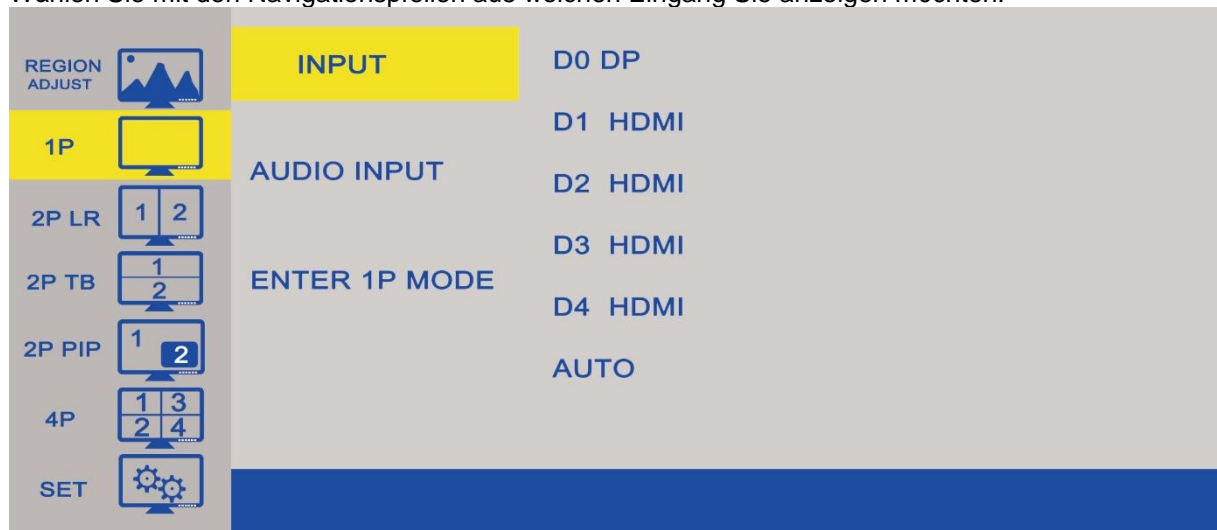 Wählen Sie mit den Navigationspfeilen aus welchen Eingang Sie anzeigen möchten.
REGION
ADJUST
1P
2P LR
1 2
2P TB
1
2
2P PIP
1
2
4P
1 3
2 4
SET
INPUT
AUDIO INPUT
ENTER 1P MODE
D0 DP
D1 HDMI
D2 HDMI
D3 HDMI
D4 HDMI
AUTO